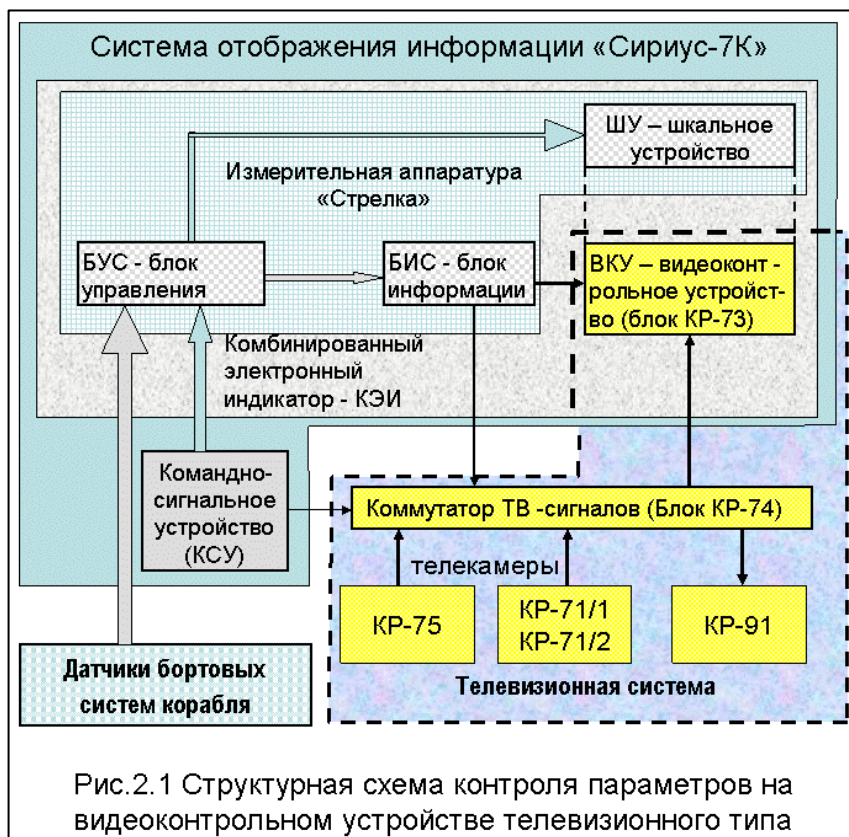 Система отображения информации «Сириус-7К»
ШУ – шкальное
устройство
Измерительная аппаратура
«Стрелка»
БУС - блок
управления
БИС - блок
информации
ВКУ – видеоконт -
рольное устройст-
во (блок КР-73)
Комбинированный
электронный
индикатор - КЭИ
Командно-
сигнальное
устройство
(КСУ)
Коммутатор ТВ -сигналов (Блок КР-74)
телекамеры
КР-75
КР-71/1
КР-71/2
КР-91
Датчики бортовых
систем корабля
Телевизионная система
Рис.2.1 Структурная схема контроля параметров на
видеоконтрольном устройстве телевизионного типа